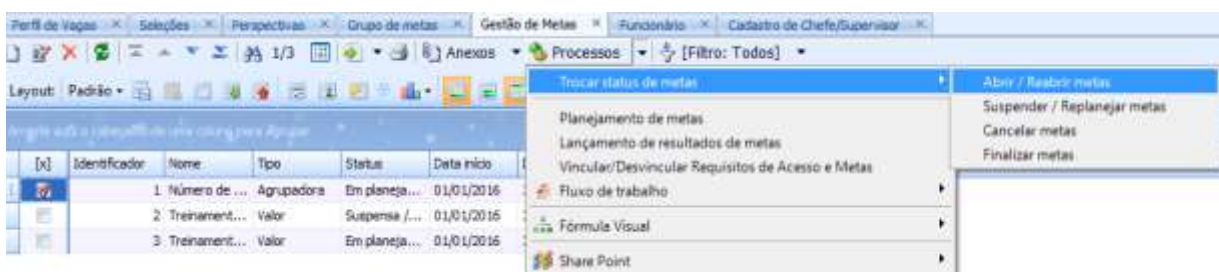 Perfil de Vagas Seleções Perspectivas Grupo de metas Gestão de Metas Funcionário Cadastro de Chefe/Supervisor
1/3 Anexos Processos [Filtro: Todos]
Layout: Padrão
Trocar status de metas
Abrir / Reabrir metas
Suspender / Replanejar metas
Cancelar metas
Finalizar metas
Planejamento de metas
Lançamento de resultados de metas
Vincular/Desvincular Requisitos de Acesso e Metas
Fluxo de trabalho
Fórmula Visual
Share Point
[x] Identificador Nome Tipo Status Data início
1 Número de ... Agrupadora Em planeja... 01/01/2016
2 Treinament... Valor Suspensa /... 01/01/2016
3 Treinament... Valor Em planeja... 01/01/2016